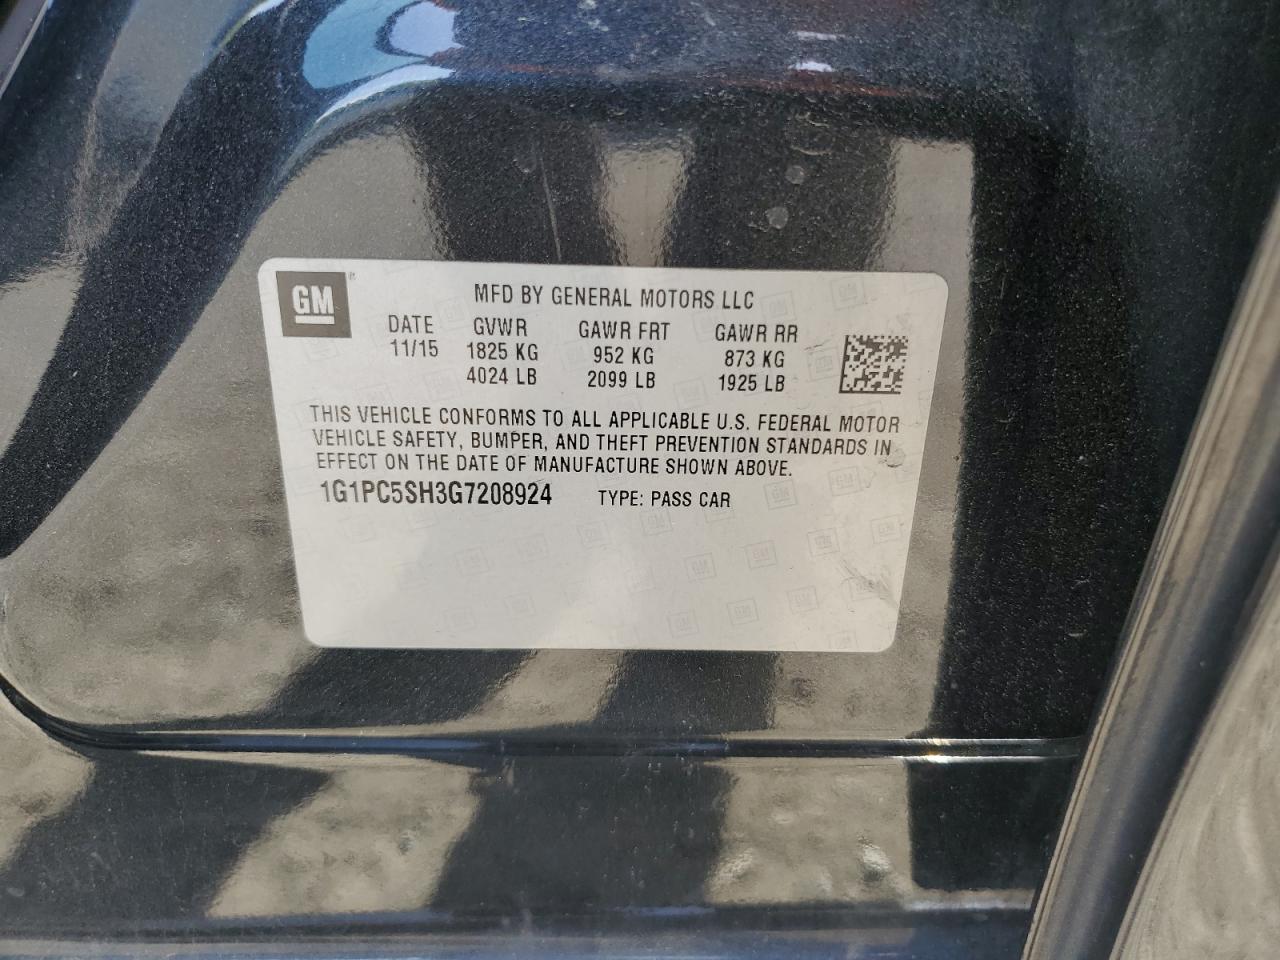 GM
MFD BY GENERAL MOTORS LLC
DATE GVWR GAWR FRT GAWR RR
11/15 1825 KG 952 KG 873 KG
4024 LB 2099 LB 1925 LB
THIS VEHICLE CONFORMS TO ALL APPLICABLE U.S. FEDERAL MOTOR
VEHICLE SAFETY, BUMPER, AND THEFT PREVENTION STANDARDS IN
EFFECT ON THE DATE OF MANUFACTURE SHOWN ABOVE.
1G1PC5SH3G7208924 TYPE: PASS CAR